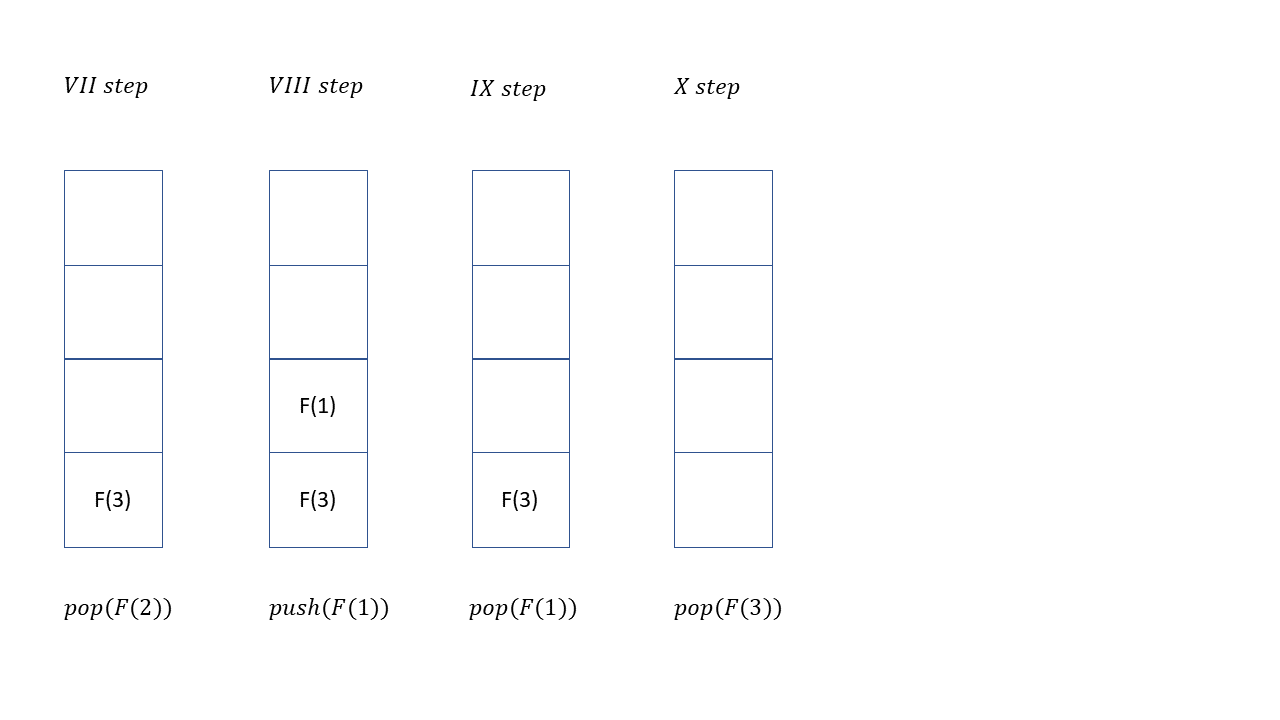 VII step
VIII step
IX step
X step
F(1)
F(3)
F(3)
F(3)
pop(F(2))
push(F(1))
pop(F(1))
pop(F(3))